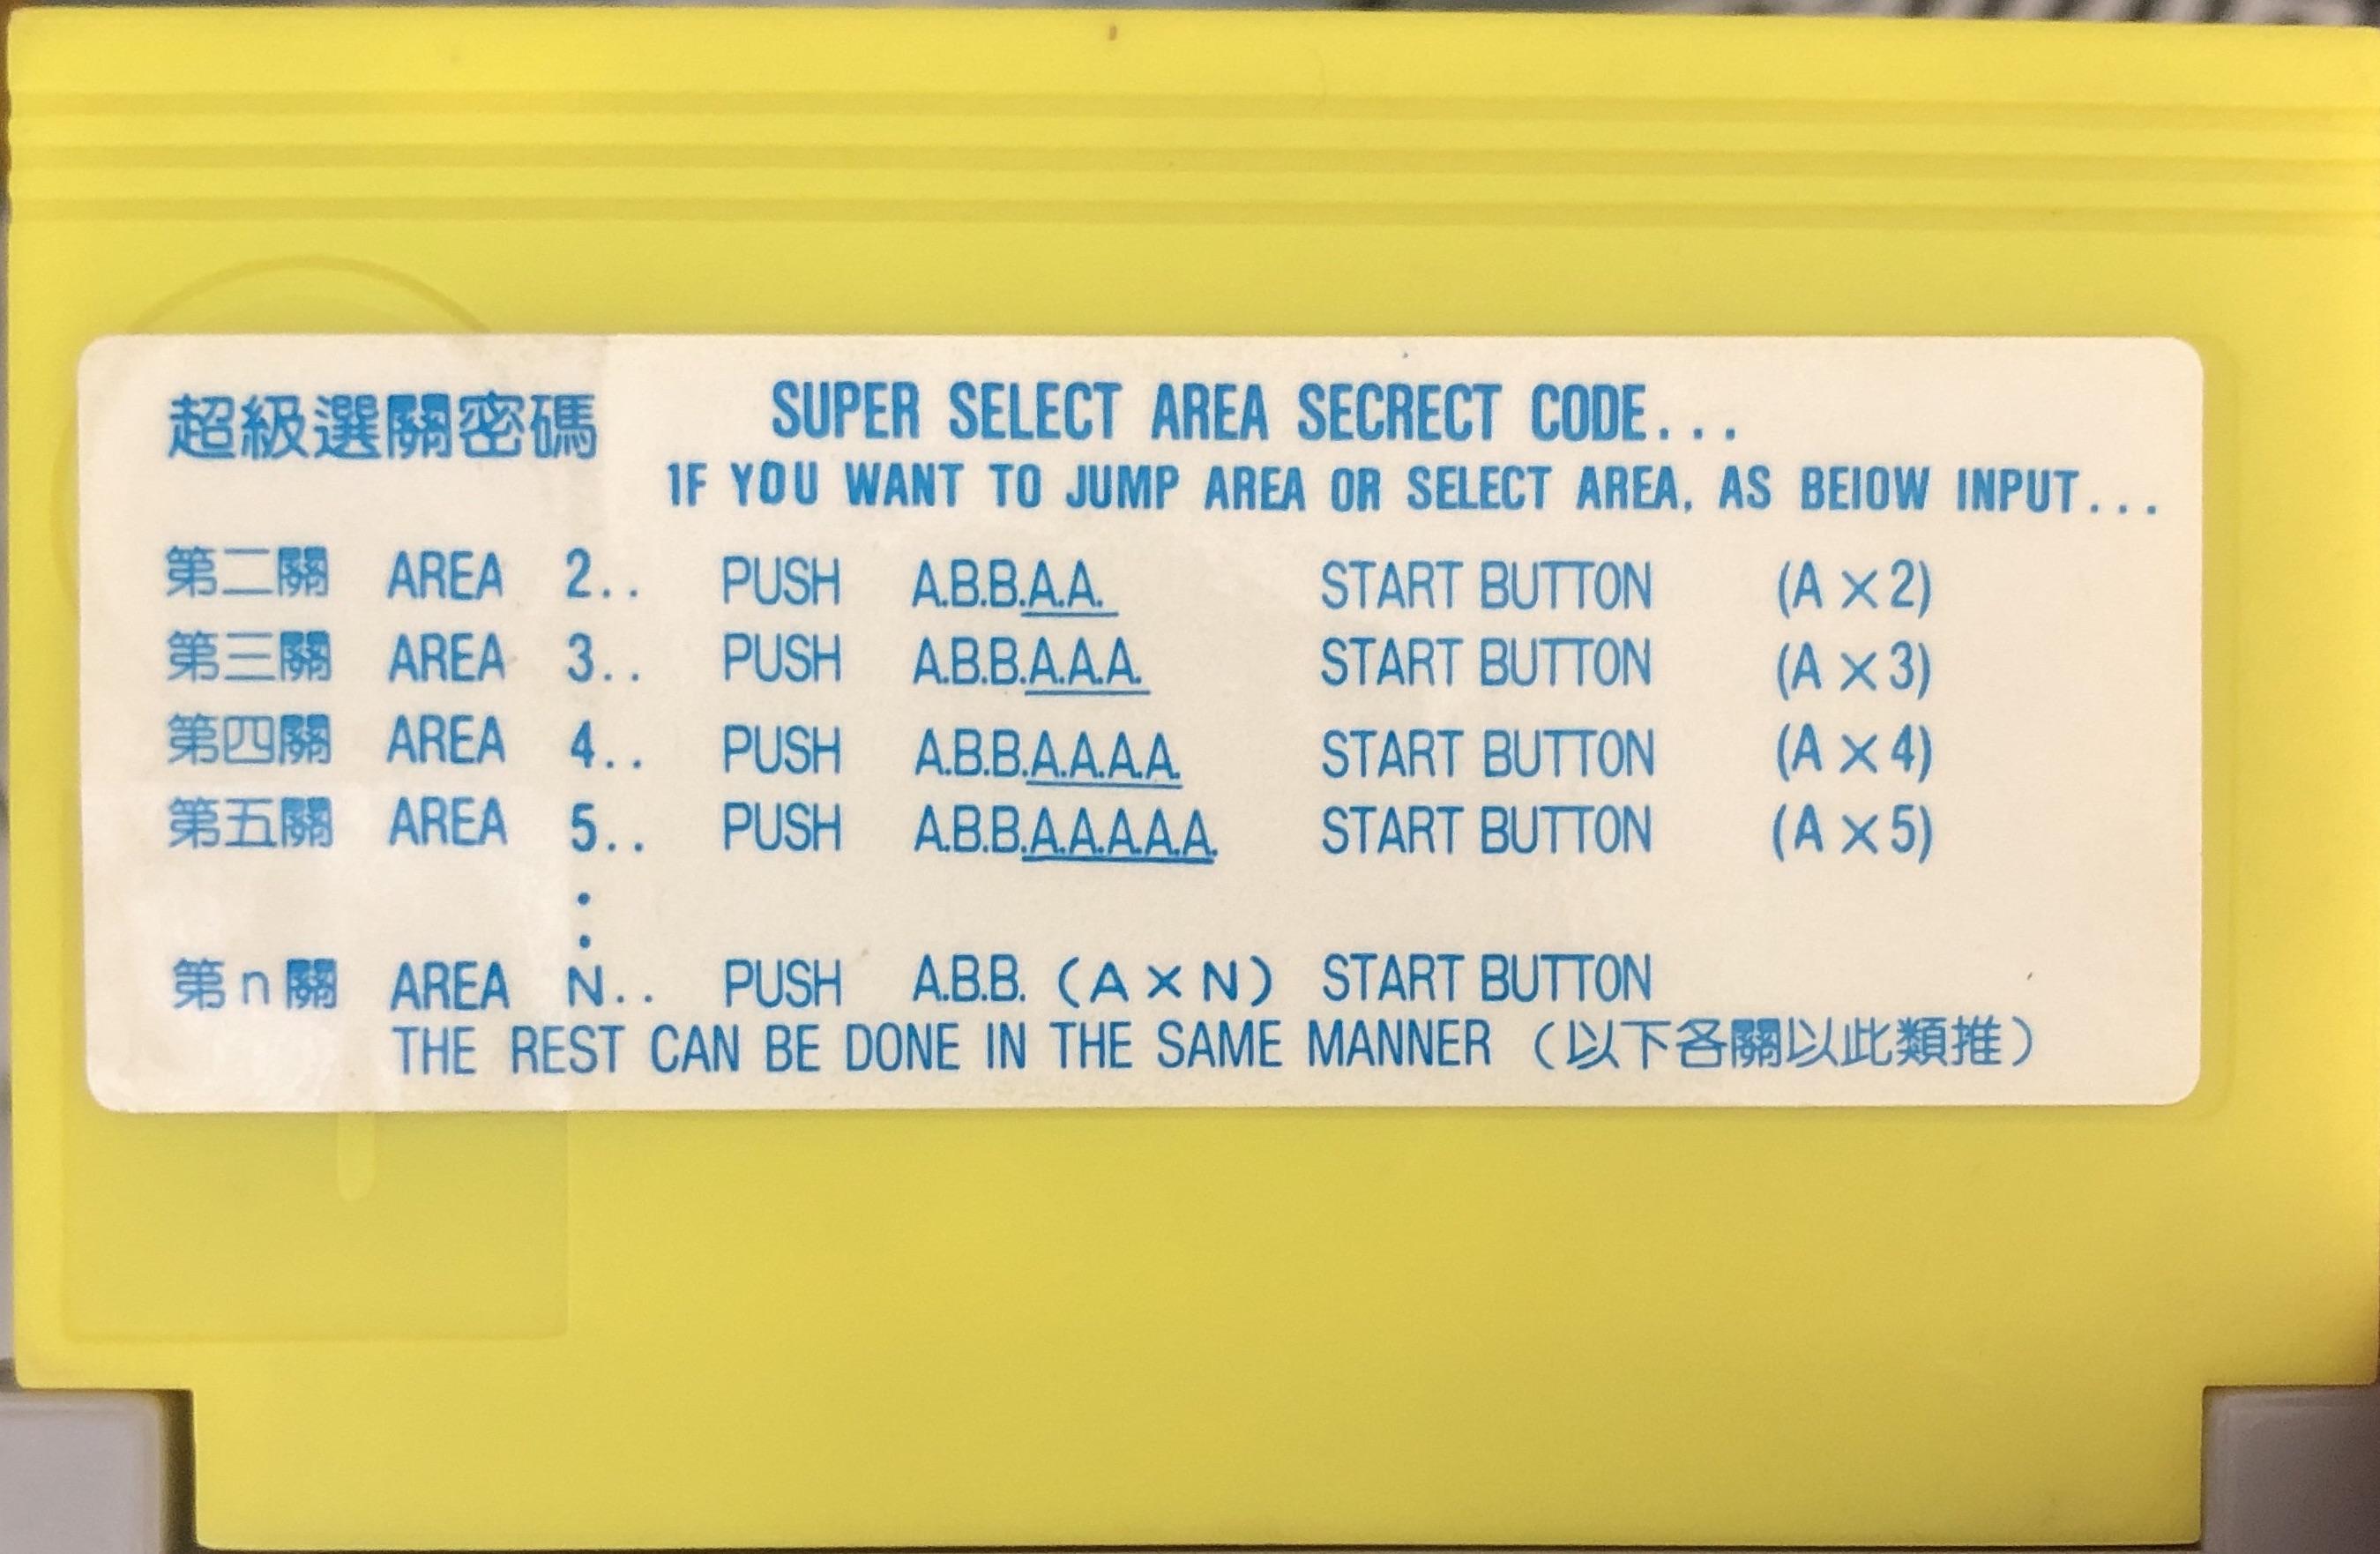 超級選關密碼 SUPER SELECT AREA SECRECT CODE...
1F YOU WANT TO JUMP AREA OR SELECT AREA, AS BEIOW INPUT...
第二關 AREA 2.. PUSH A.B.B.A.A. START BUTTON (A×2)
第三關 AREA 3.. PUSH A.B.B.A.A.A. START BUTTON (A×3)
第四關 AREA 4.. PUSH A.B.B.A.A.A.A. START BUTTON (A×4)
第五關 AREA 5.. PUSH A.B.B.A.A.A.A.A. START BUTTON (A×5)
:
第n關 AREA N.. PUSH A.B.B. (A×N) START BUTTON
THE REST CAN BE DONE IN THE SAME MANNER (以下各關以此類推)